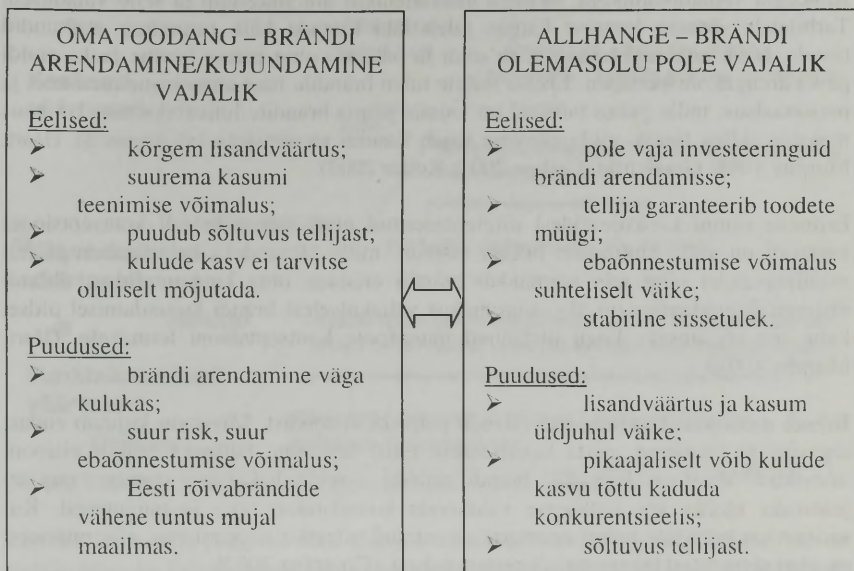 OMATOODANG – BRÄNDI
ARENDAMINE/KUJUNDAMINE
VAJALIK
Eelised:
➢ kõrgem lisandväärtus;
➢ suurema kasumi
teenimise võimalus;
➢ puudub sõltuvus tellijast;
➢ kulude kasv ei tarvitse
oluliselt mõjutada.
Puudused:
➢ brändi arendamine väga
kulukas;
➢ suur risk, suur
ebaõnnestumise võimalus;
➢ Eesti rõivabrändide
vähene tuntus mujal
maailmas.
ALLHANGE – BRÄNDI
OLEMASOLU POLE VAJALIK
Eelised:
➢ pole vaja investeeringuid
brändi arendamisse;
➢ tellija garanteerib toodete
müügi;
➢ ebaõnnestumise võimalus
suhteliselt väike;
➢ stabiilne sissetulek.
Puudused:
➢ lisandväärtus ja kasum
üldjuhul väike;
➢ pikaajaliselt võib kulude
kasvu tõttu kaduda
konkurentsieelis;
➢ sõltuvus tellijast.